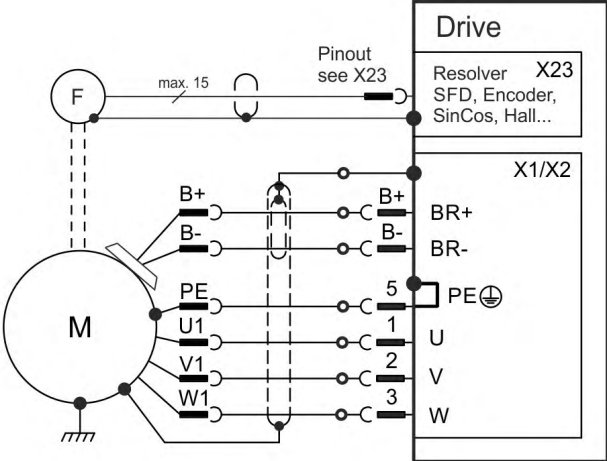 Drive
Pinout
see X23
Resolver X23
SFD, Encoder,
SinCos, Hall...
F
max. 15
X1/X2
B+
B+
BR+
B-
B-
BR-
PE
5
PE
M
U1
1
U
V1
2
V
W1
3
W